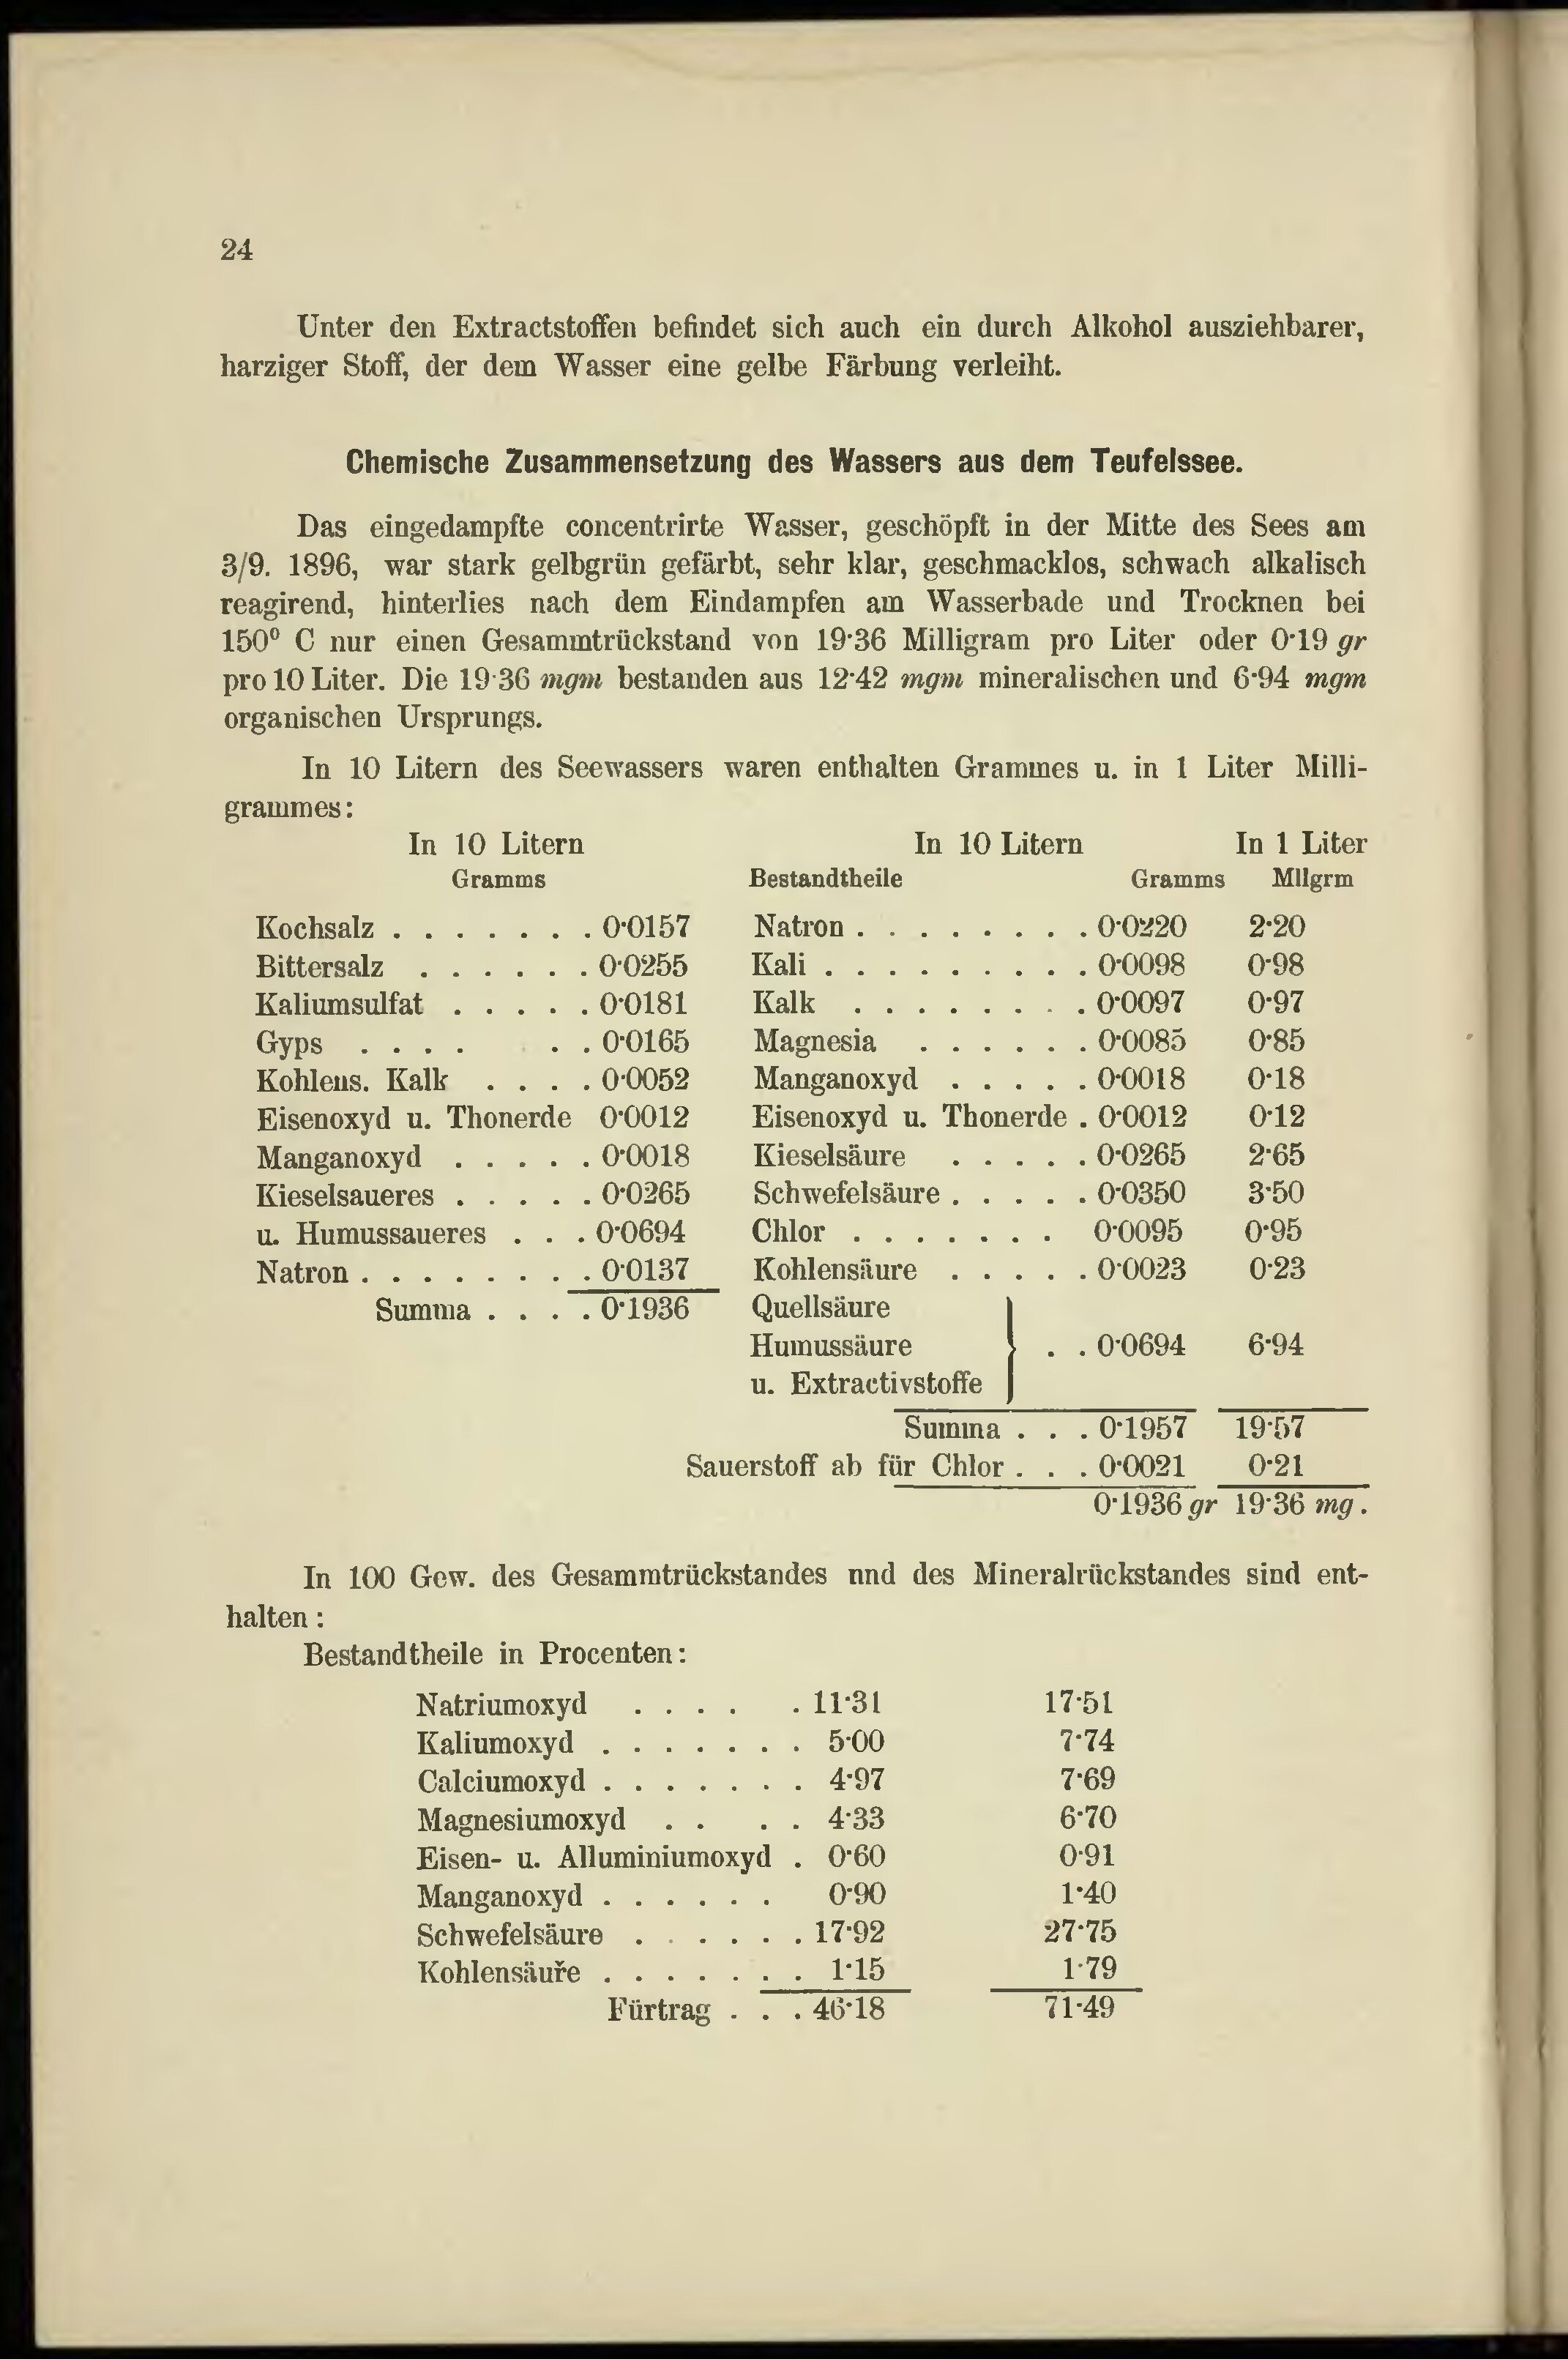 24
Unter den Extractstoffen befindet sich auch ein durch Alkohol ausziehbarer,
harziger Stoff, der dem Wasser eine gelbe Färbung verleiht.
Chemische Zusammensetzung des Wassers aus dem Teufelssee.
Das eingedampfte concentrirte Wasser, geschöpft in der Mitte des Sees am
3/9. 1896, war stark gelbgrün gefärbt, sehr klar, geschmacklos, schwach alkalisch
reagirend, hinterlies nach dem Eindampfen am Wasserbade und Trocknen bei
150⁰ C nur einen Gesammtrückstand von 19·36 Milligram pro Liter oder 0·19 gr
pro 10 Liter. Die 19·36 mgm bestanden aus 12·42 mgm mineralischen und 6·94 mgm
organischen Ursprungs.
In 10 Litern des Seewassers waren enthalten Grammes u. in 1 Liter Milli-
grammes:
In 10 Litern
Gramms
Kochsalz . . . . . . . 0·0157
Bittersalz . . . . . . 0·0255
Kaliumsulfat . . . . . 0·0181
Gyps . . . . . . 0·0165
Kohlens. Kalk . . . . 0·0052
Eisenoxyd u. Thonerde 0·0012
Manganoxyd . . . . . 0·0018
Kieselsaueres . . . . . 0·0265
u. Humussaueres . . . 0·0694
Natron . . . . . . . . 0·0137
Summa . . . . 0·1936
In 10 Litern In 1 Liter
Bestandtheile Gramms Mllgrm
Natron . . . . . . . . 0·0220 2·20
Kali . . . . . . . . . 0·0098 0·98
Kalk . . . . . . . . 0·0097 0·97
Magnesia . . . . . . 0·0085 0·85
Manganoxyd . . . . . 0·0018 0·18
Eisenoxyd u. Thonerde . 0·0012 0·12
Kieselsäure . . . . . 0·0265 2·65
Schwefelsäure . . . . . 0·0350 3·50
Chlor . . . . . . . 0·0095 0·95
Kohlensäure . . . . . 0·0023 0·23
Quellsäure
Humussäure } . . 0·0694 6·94
u. Extractivstoffe
Summa . . . 0·1957 19·57
Sauerstoff ab für Chlor . . . 0·0021 0·21
0·1936 gr 19·36 mg.
In 100 Gew. des Gesammtrückstandes nnd des Mineralrückstandes sind ent-
halten:
Bestandtheile in Procenten:
Natriumoxyd . . . . . 11·31 17·51
Kaliumoxyd . . . . . . . 5·00 7·74
Calciumoxyd . . . . . . . 4·97 7·69
Magnesiumoxyd . . . . 4·33 6·70
Eisen- u. Alluminiumoxyd . 0·60 0·91
Manganoxyd . . . . . . 0·90 1·40
Schwefelsäure . . . . . . 17·92 27·75
Kohlensäuře . . . . . . . 1·15 1·79
Fürtrag . . . 46·18 71·49